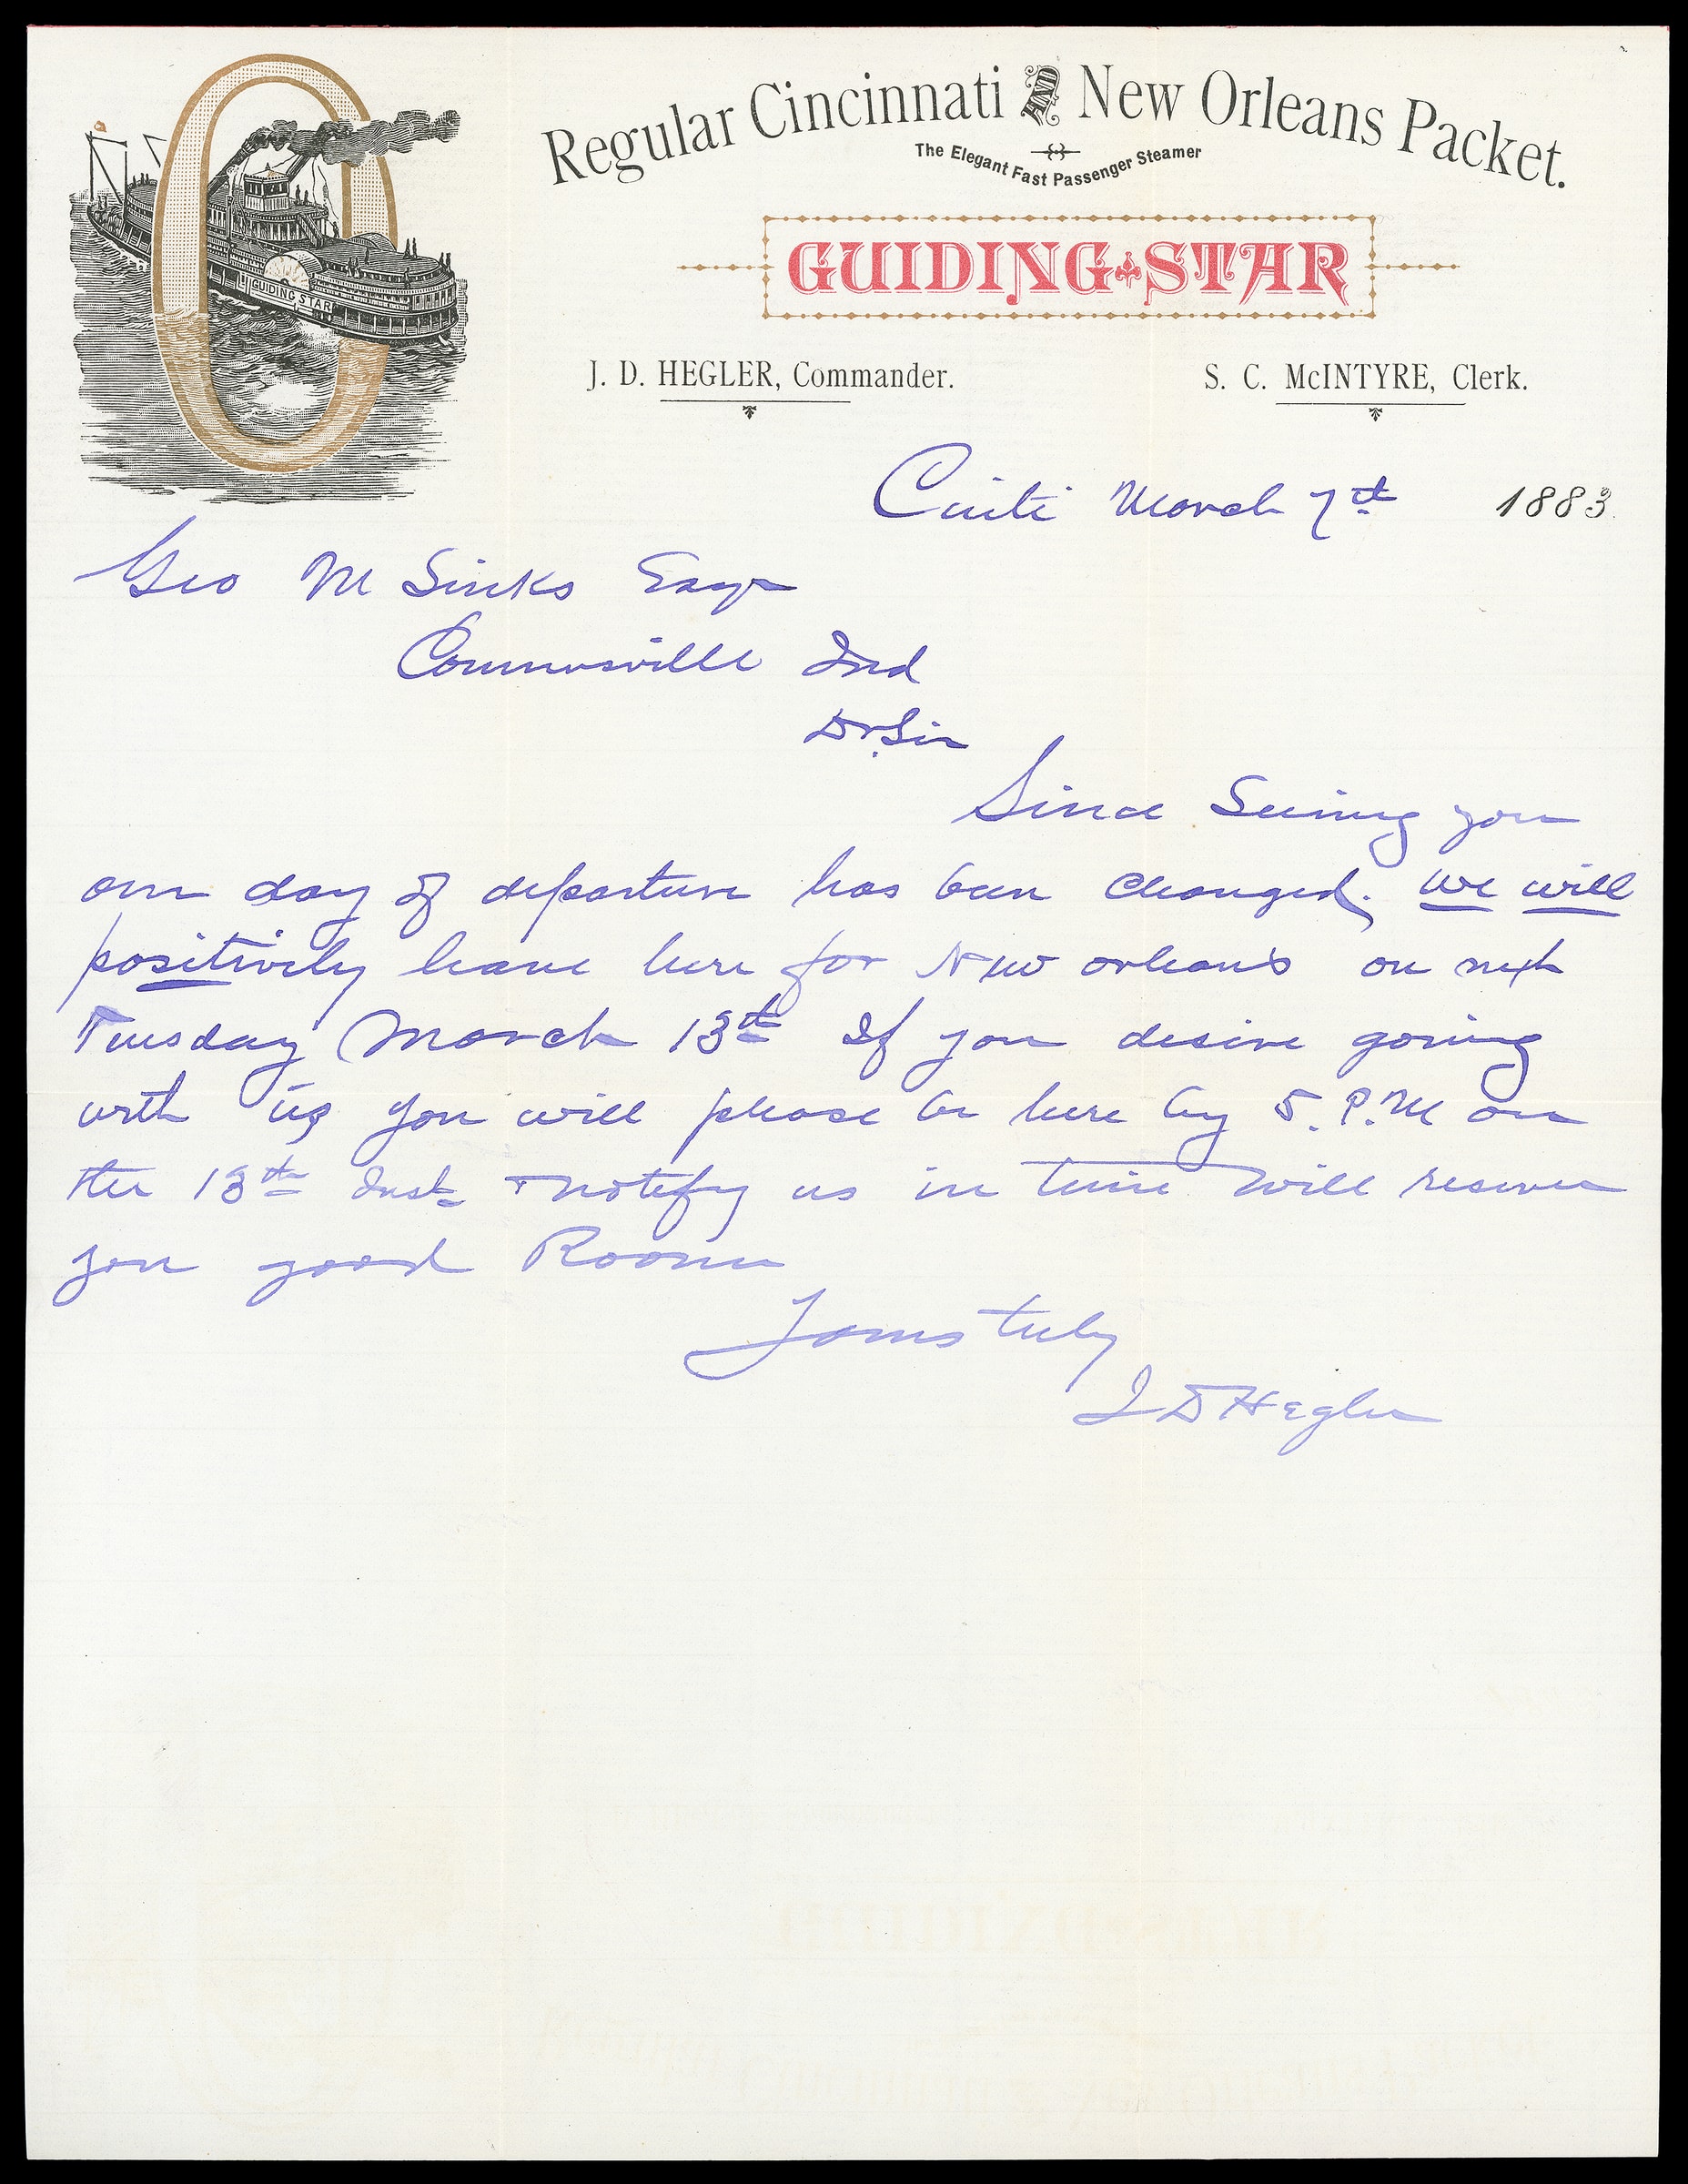 Regular Cincinnati AND New Orleans Packet.
The Elegant Fast Passenger Steamer
GUIDING STAR
GUIDING STAR
J. D. HEGLER, Commander.
S. C. McINTYRE, Clerk.
Cinti March 7th 1883
Geo M Sinks Esqr
Connersville Ind
Dr. Sir
Since Seeing you
our day of departure has been changed. we will
positively leave here for New orleans on next
Tuesday March 13th If you desire going
with us you will please be here by 5. P.M on
the 13th Inst + notify us in time will reserve
you good Room
Yours truly
J D Hegler